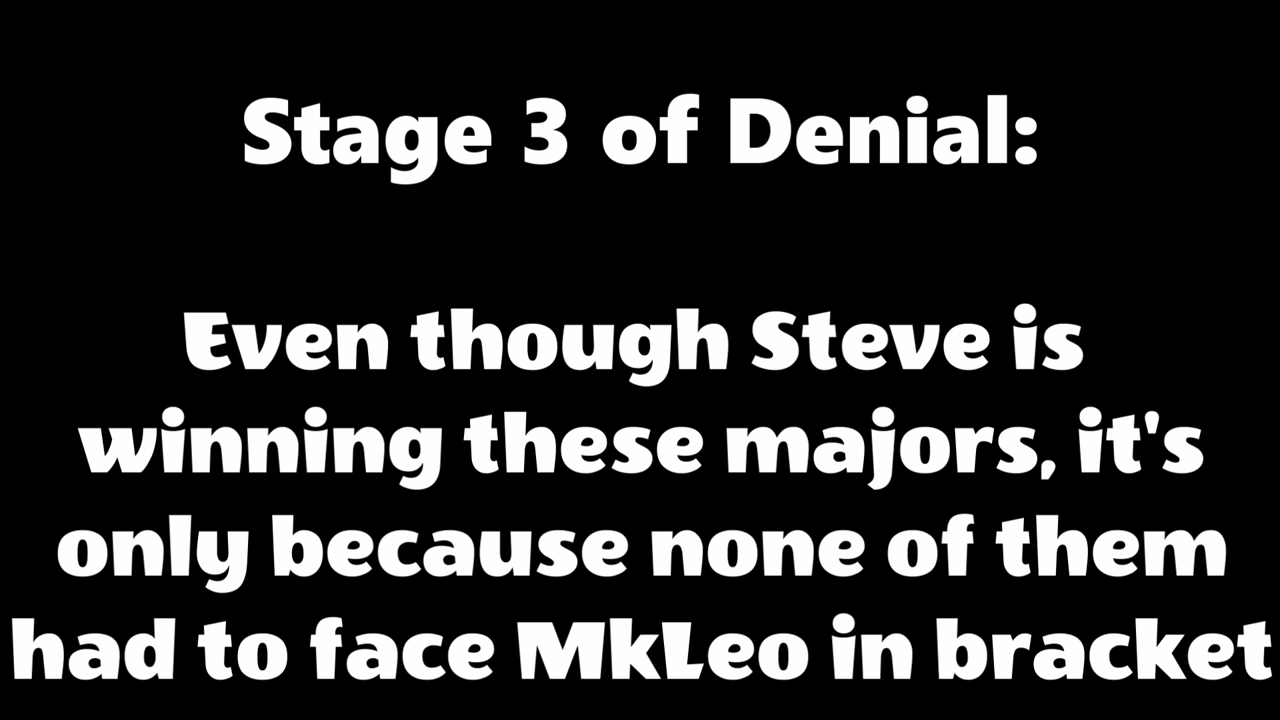 Stage 3 of Denial:
Even though Steve is
winning these majors, it's
only because none of them
had to face MkLeo in bracket